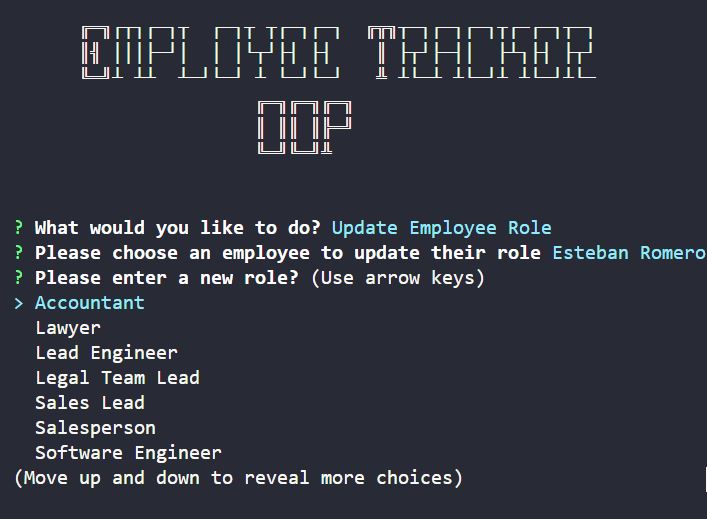 Employee Tracker
OOP
? What would you like to do? Update Employee Role
? Please choose an employee to update their role Esteban Romero
? Please enter a new role? (Use arrow keys)
> Accountant
Lawyer
Lead Engineer
Legal Team Lead
Sales Lead
Salesperson
Software Engineer
(Move up and down to reveal more choices)